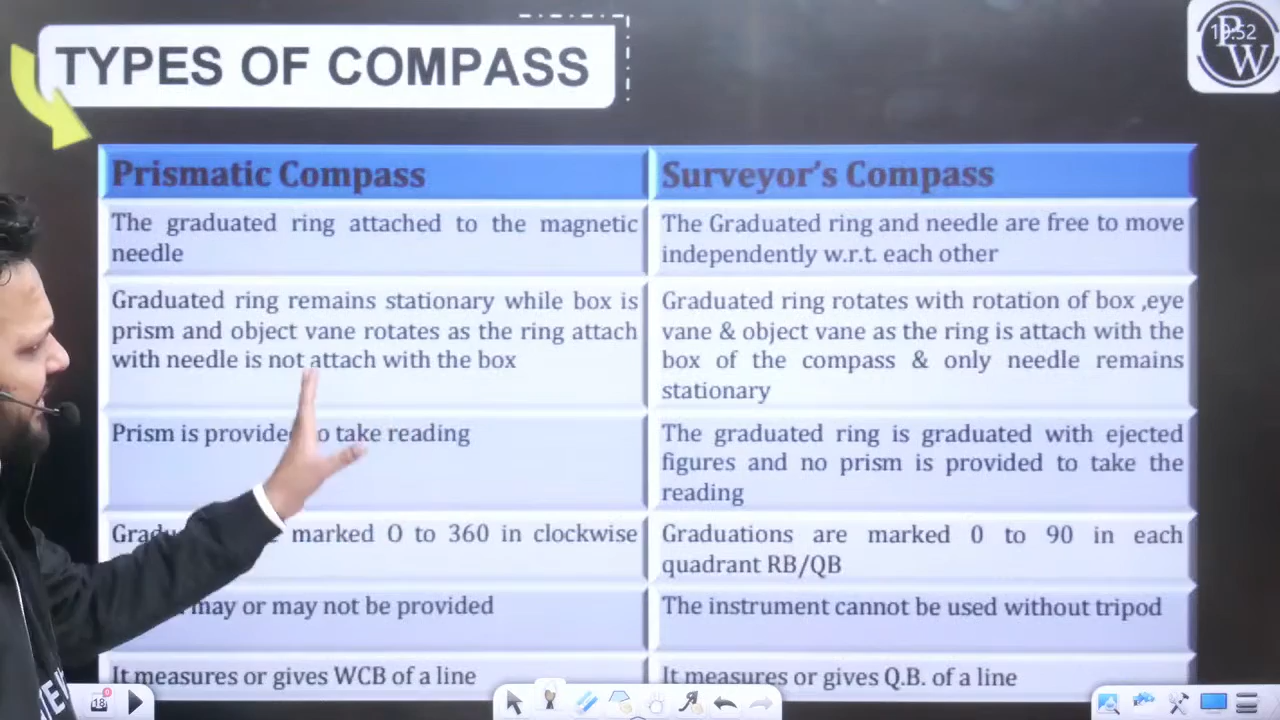 TYPES OF COMPASS
19:52
PW
Prismatic Compass
The graduated ring attached to the magnetic
needle
Graduated ring remains stationary while box is
prism and object vane rotates as the ring attach
with needle is not attach with the box
Prism is provided to take reading
marked O to 360 in clockwise
may or may not be provided
It measures or gives WCB of a line
Surveyor's Compass
The Graduated ring and needle are free to move
independently w.r.t. each other
Graduated ring rotates with rotation of box ,eye
vane & object vane as the ring is attach with the
box of the compass & only needle remains
stationary
The graduated ring is graduated with ejected
figures and no prism is provided to take the
reading
Graduations are marked 0 to 90 in each
quadrant RB/QB
The instrument cannot be used without tripod
It measures or gives Q.B. of a line
18